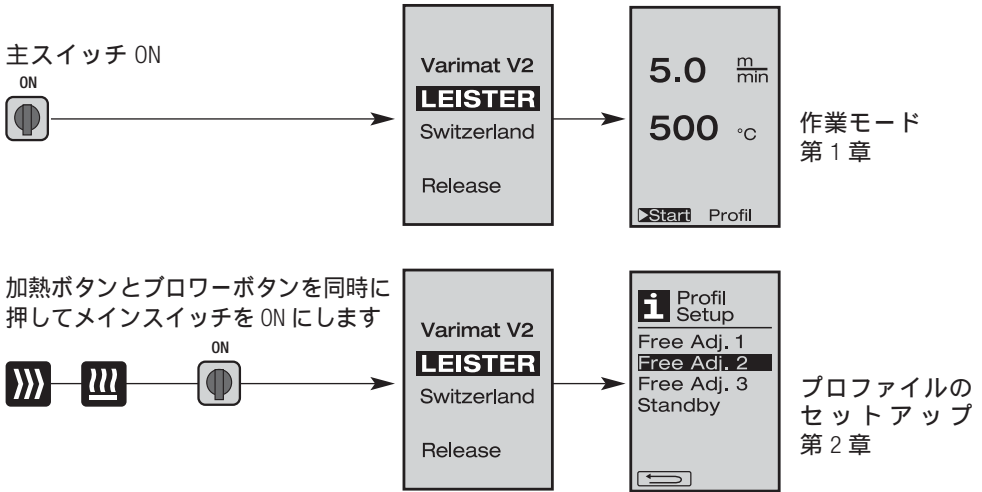 主スイッチ ON
ON
Varimat V2
LEISTER
Switzerland
Release
5.0 m/min
500 °C
▶Start Profil
作業モード
第1章
加熱ボタンとブロワーボタンを同時に
押してメインスイッチを ON にします
ON
Varimat V2
LEISTER
Switzerland
Release
i Profil
Setup
Free Adj. 1
Free Adj. 2
Free Adj. 3
Standby
プロファイルの
セットアップ
第2章